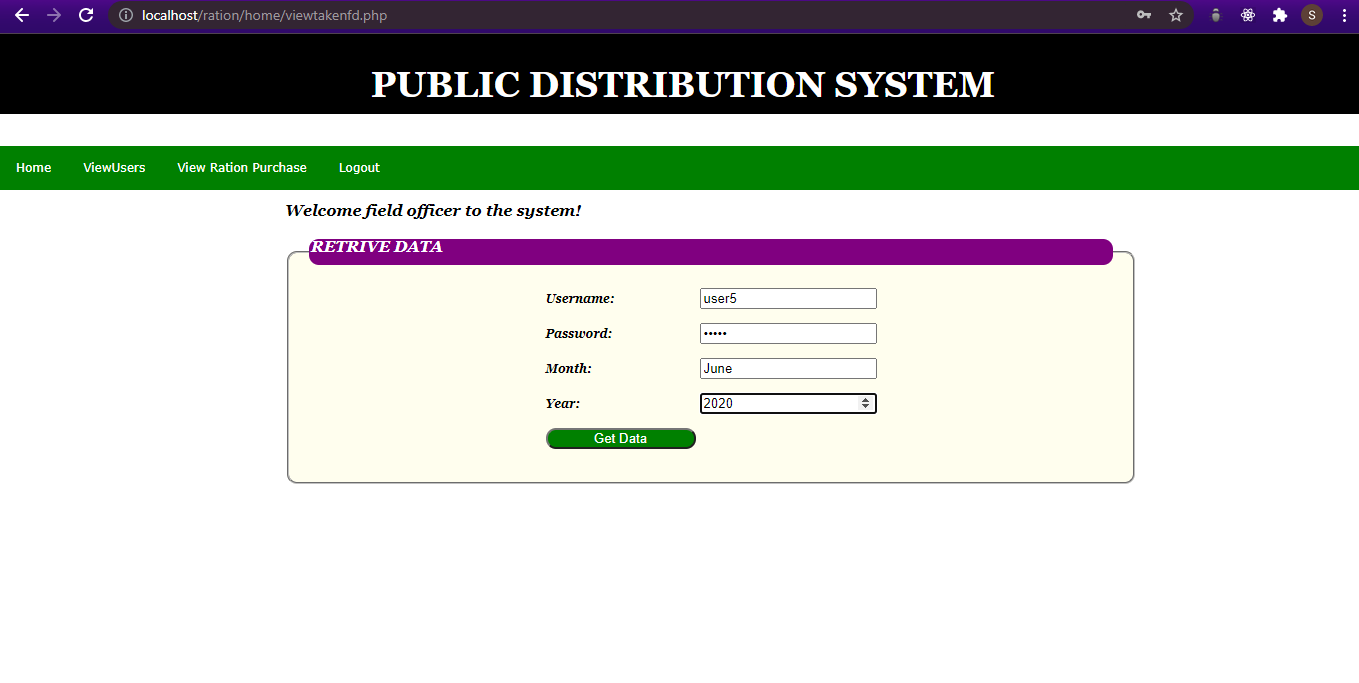 localhost/ration/home/viewtakenfd.php
S
PUBLIC DISTRIBUTION SYSTEM
Home ViewUsers View Ration Purchase Logout
Welcome field officer to the system!
RETRIVE DATA
Username: user5
Password: •••••
Month: June
Year: 2020
Get Data